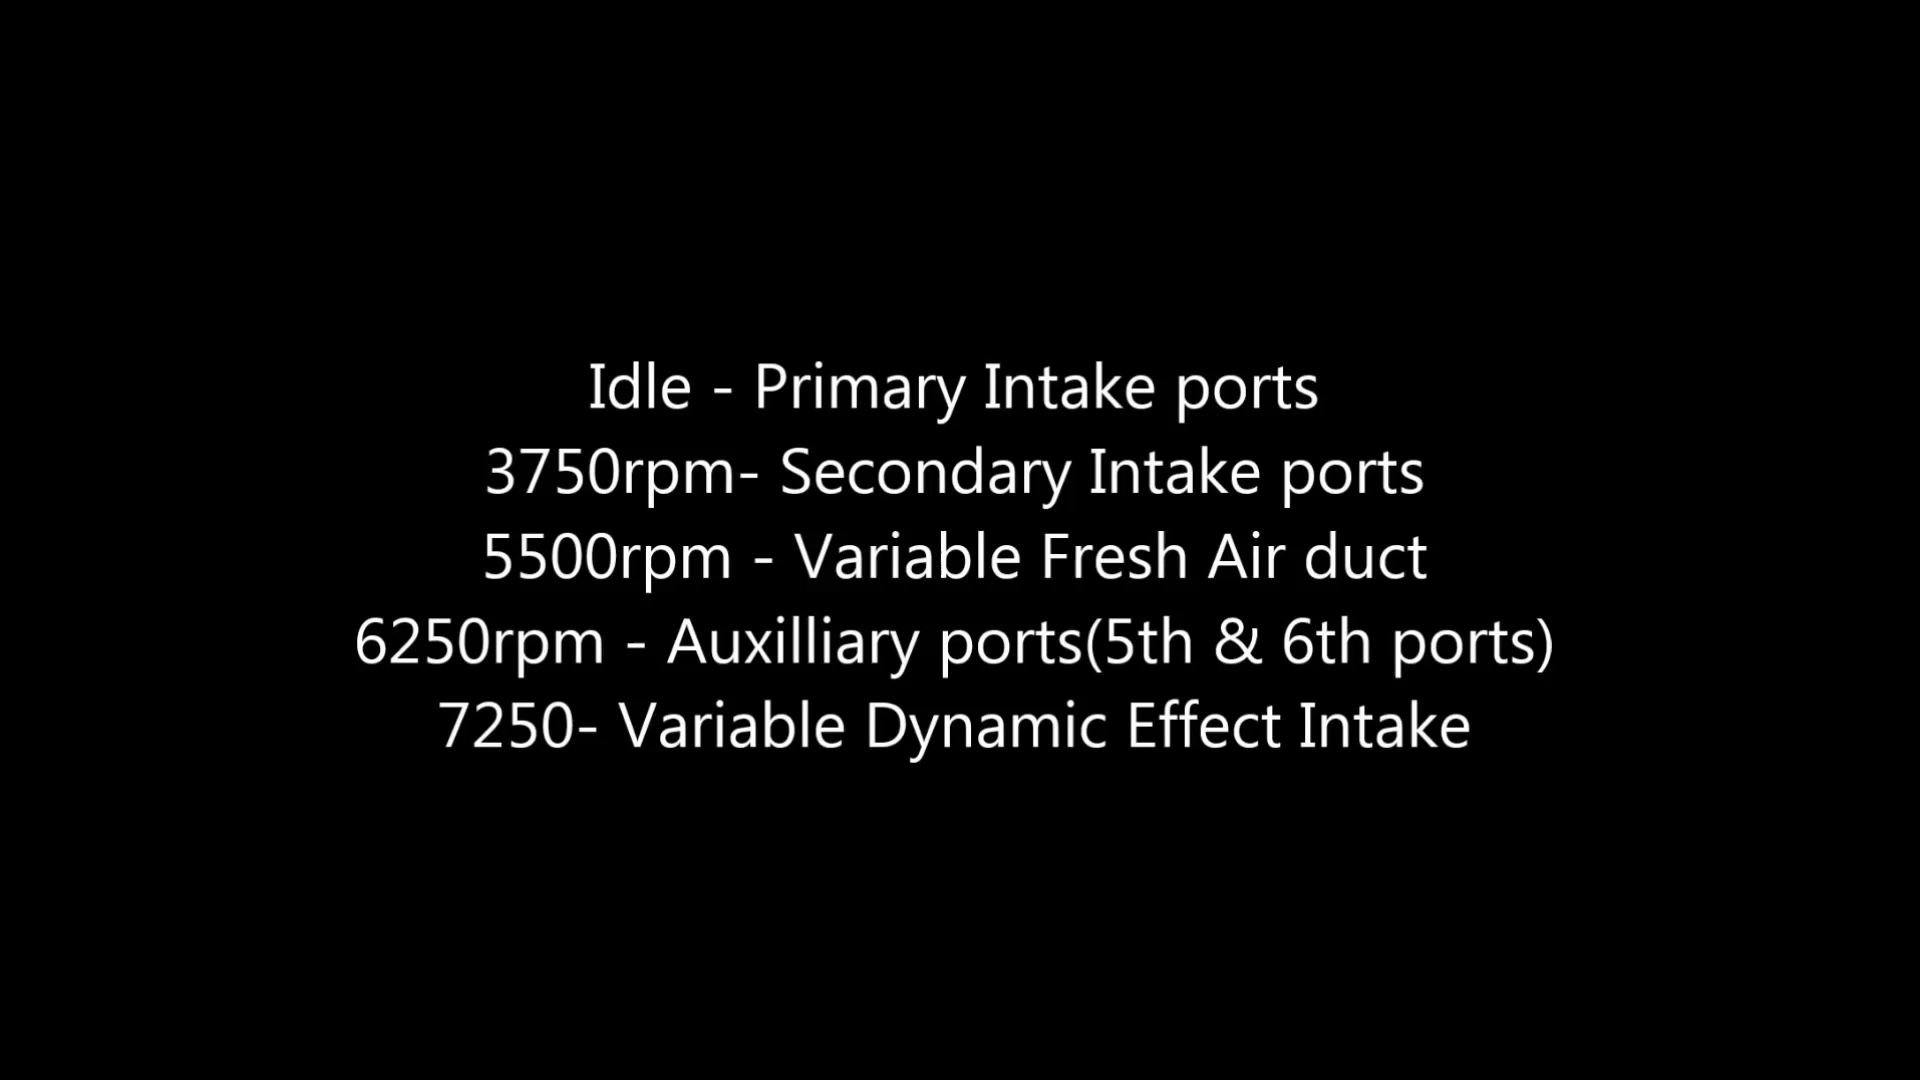 Idle - Primary Intake ports
3750rpm- Secondary Intake ports
5500rpm - Variable Fresh Air duct
6250rpm - Auxilliary ports(5th & 6th ports)
7250- Variable Dynamic Effect Intake